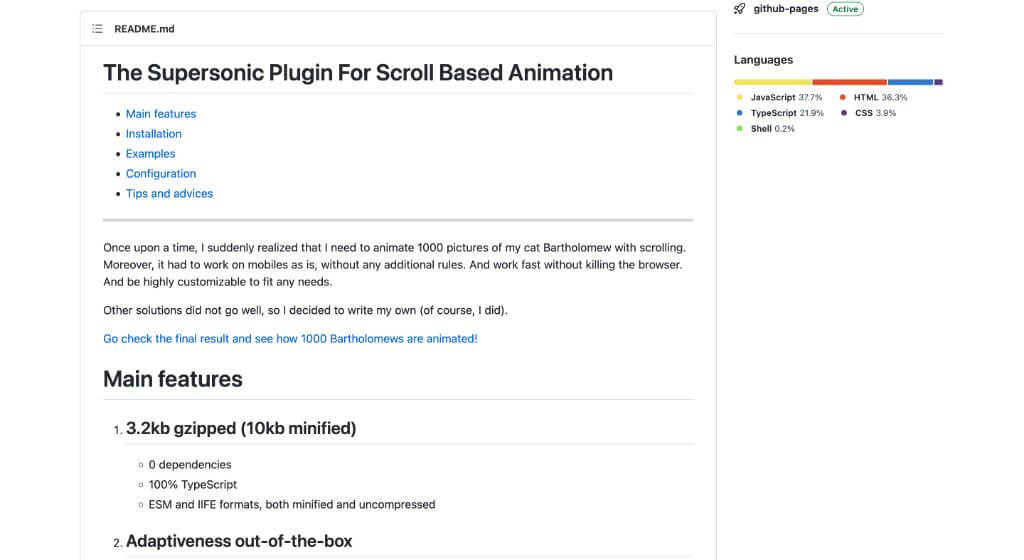 README.md
The Supersonic Plugin For Scroll Based Animation
Main features
Installation
Examples
Configuration
Tips and advices
Once upon a time, I suddenly realized that I need to animate 1000 pictures of my cat Bartholomew with scrolling.
Moreover, it had to work on mobiles as is, without any additional rules. And work fast without killing the browser.
And be highly customizable to fit any needs.
Other solutions did not go well, so I decided to write my own (of course, I did).
Go check the final result and see how 1000 Bartholomews are animated!
Main features
1. 3.2kb gzipped (10kb minified)
0 dependencies
100% TypeScript
ESM and IIFE formats, both minified and uncompressed
2. Adaptiveness out-of-the-box
github-pages Active
Languages
JavaScript 37.7% HTML 36.3%
TypeScript 21.9% CSS 3.9%
Shell 0.2%